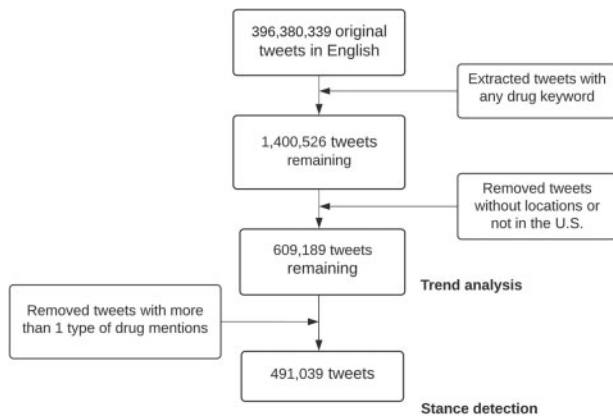 396,380,339 original
tweets in English
Extracted tweets with
any drug keyword
1,400,526 tweets
remaining
Removed tweets
without locations or
not in the U.S.
609,189 tweets
remaining
Trend analysis
Removed tweets with more
than 1 type of drug mentions
491,039 tweets
Stance detection